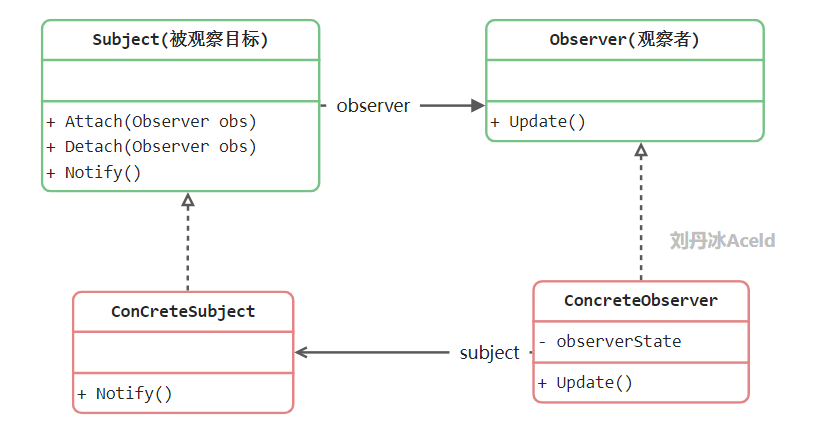 Subject(被观察目标)
+ Attach(Observer obs)
+ Detach(Observer obs)
+ Notify()
observer
Observer(观察者)
+ Update()
刘丹冰Aceld
ConCreteSubject
+ Notify()
subject
ConcreteObserver
- observerState
+ Update()